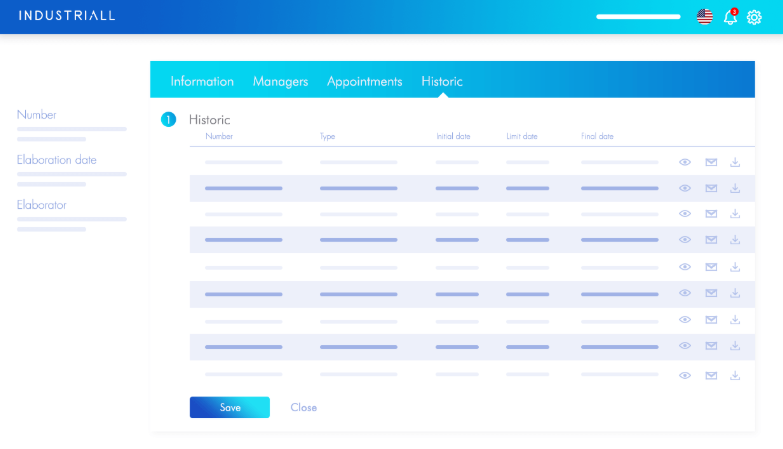 INDUSTRIALL
3
Information Managers Appointments Historic
Number
Elaboration date
Elaborator
1 Historic
Number Type Initial date Limit date Final date
Save Close